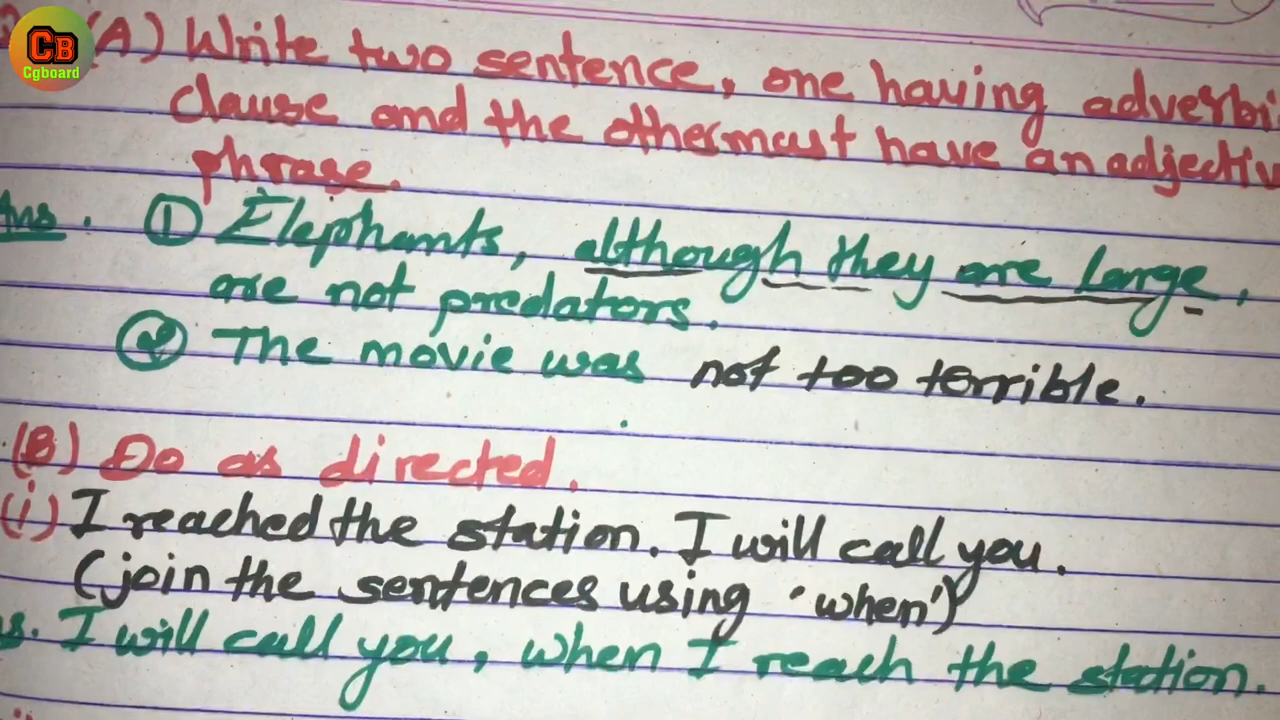 CB
Cgboard
(A) Write two sentence, one having adverbi
clause and the othermust have an adjectiv
phrase.
Ans. ① Elephants, although they are large,
are not predators.
② The movie was not too terrible.
(B) Do as directed.
(i) I reached the station. I will call you.
(join the sentences using 'when')
s. I will call you, when I reach the station.